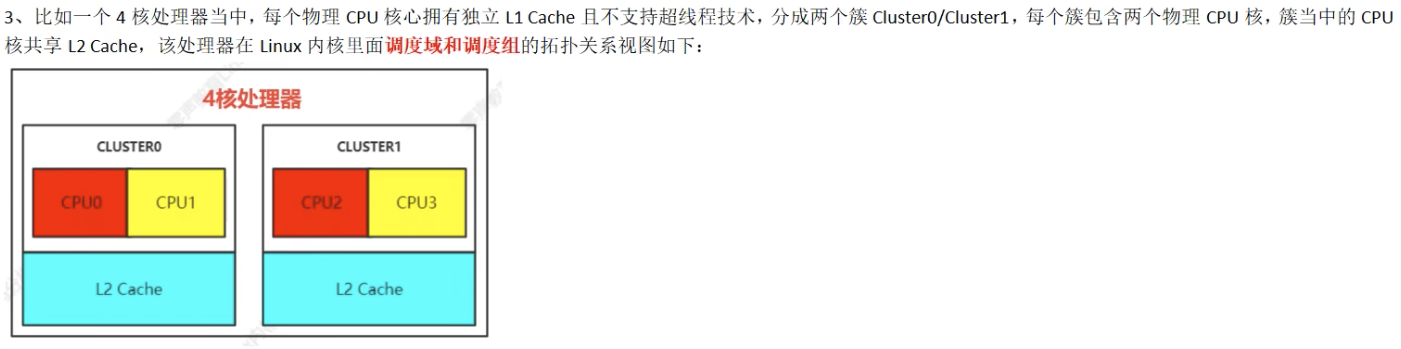 3、比如一个 4 核处理器当中，每个物理 CPU 核心拥有独立 L1 Cache 且不支持超线程技术，分成两个簇 Cluster0/Cluster1，每个簇包含两个物理 CPU 核，簇当中的 CPU
核共享 L2 Cache，该处理器在 Linux 内核里面调度域和调度组的拓扑关系视图如下：
4核处理器
CLUSTER0 CLUSTER1
CPU0 CPU1 CPU2 CPU3
L2 Cache L2 Cache